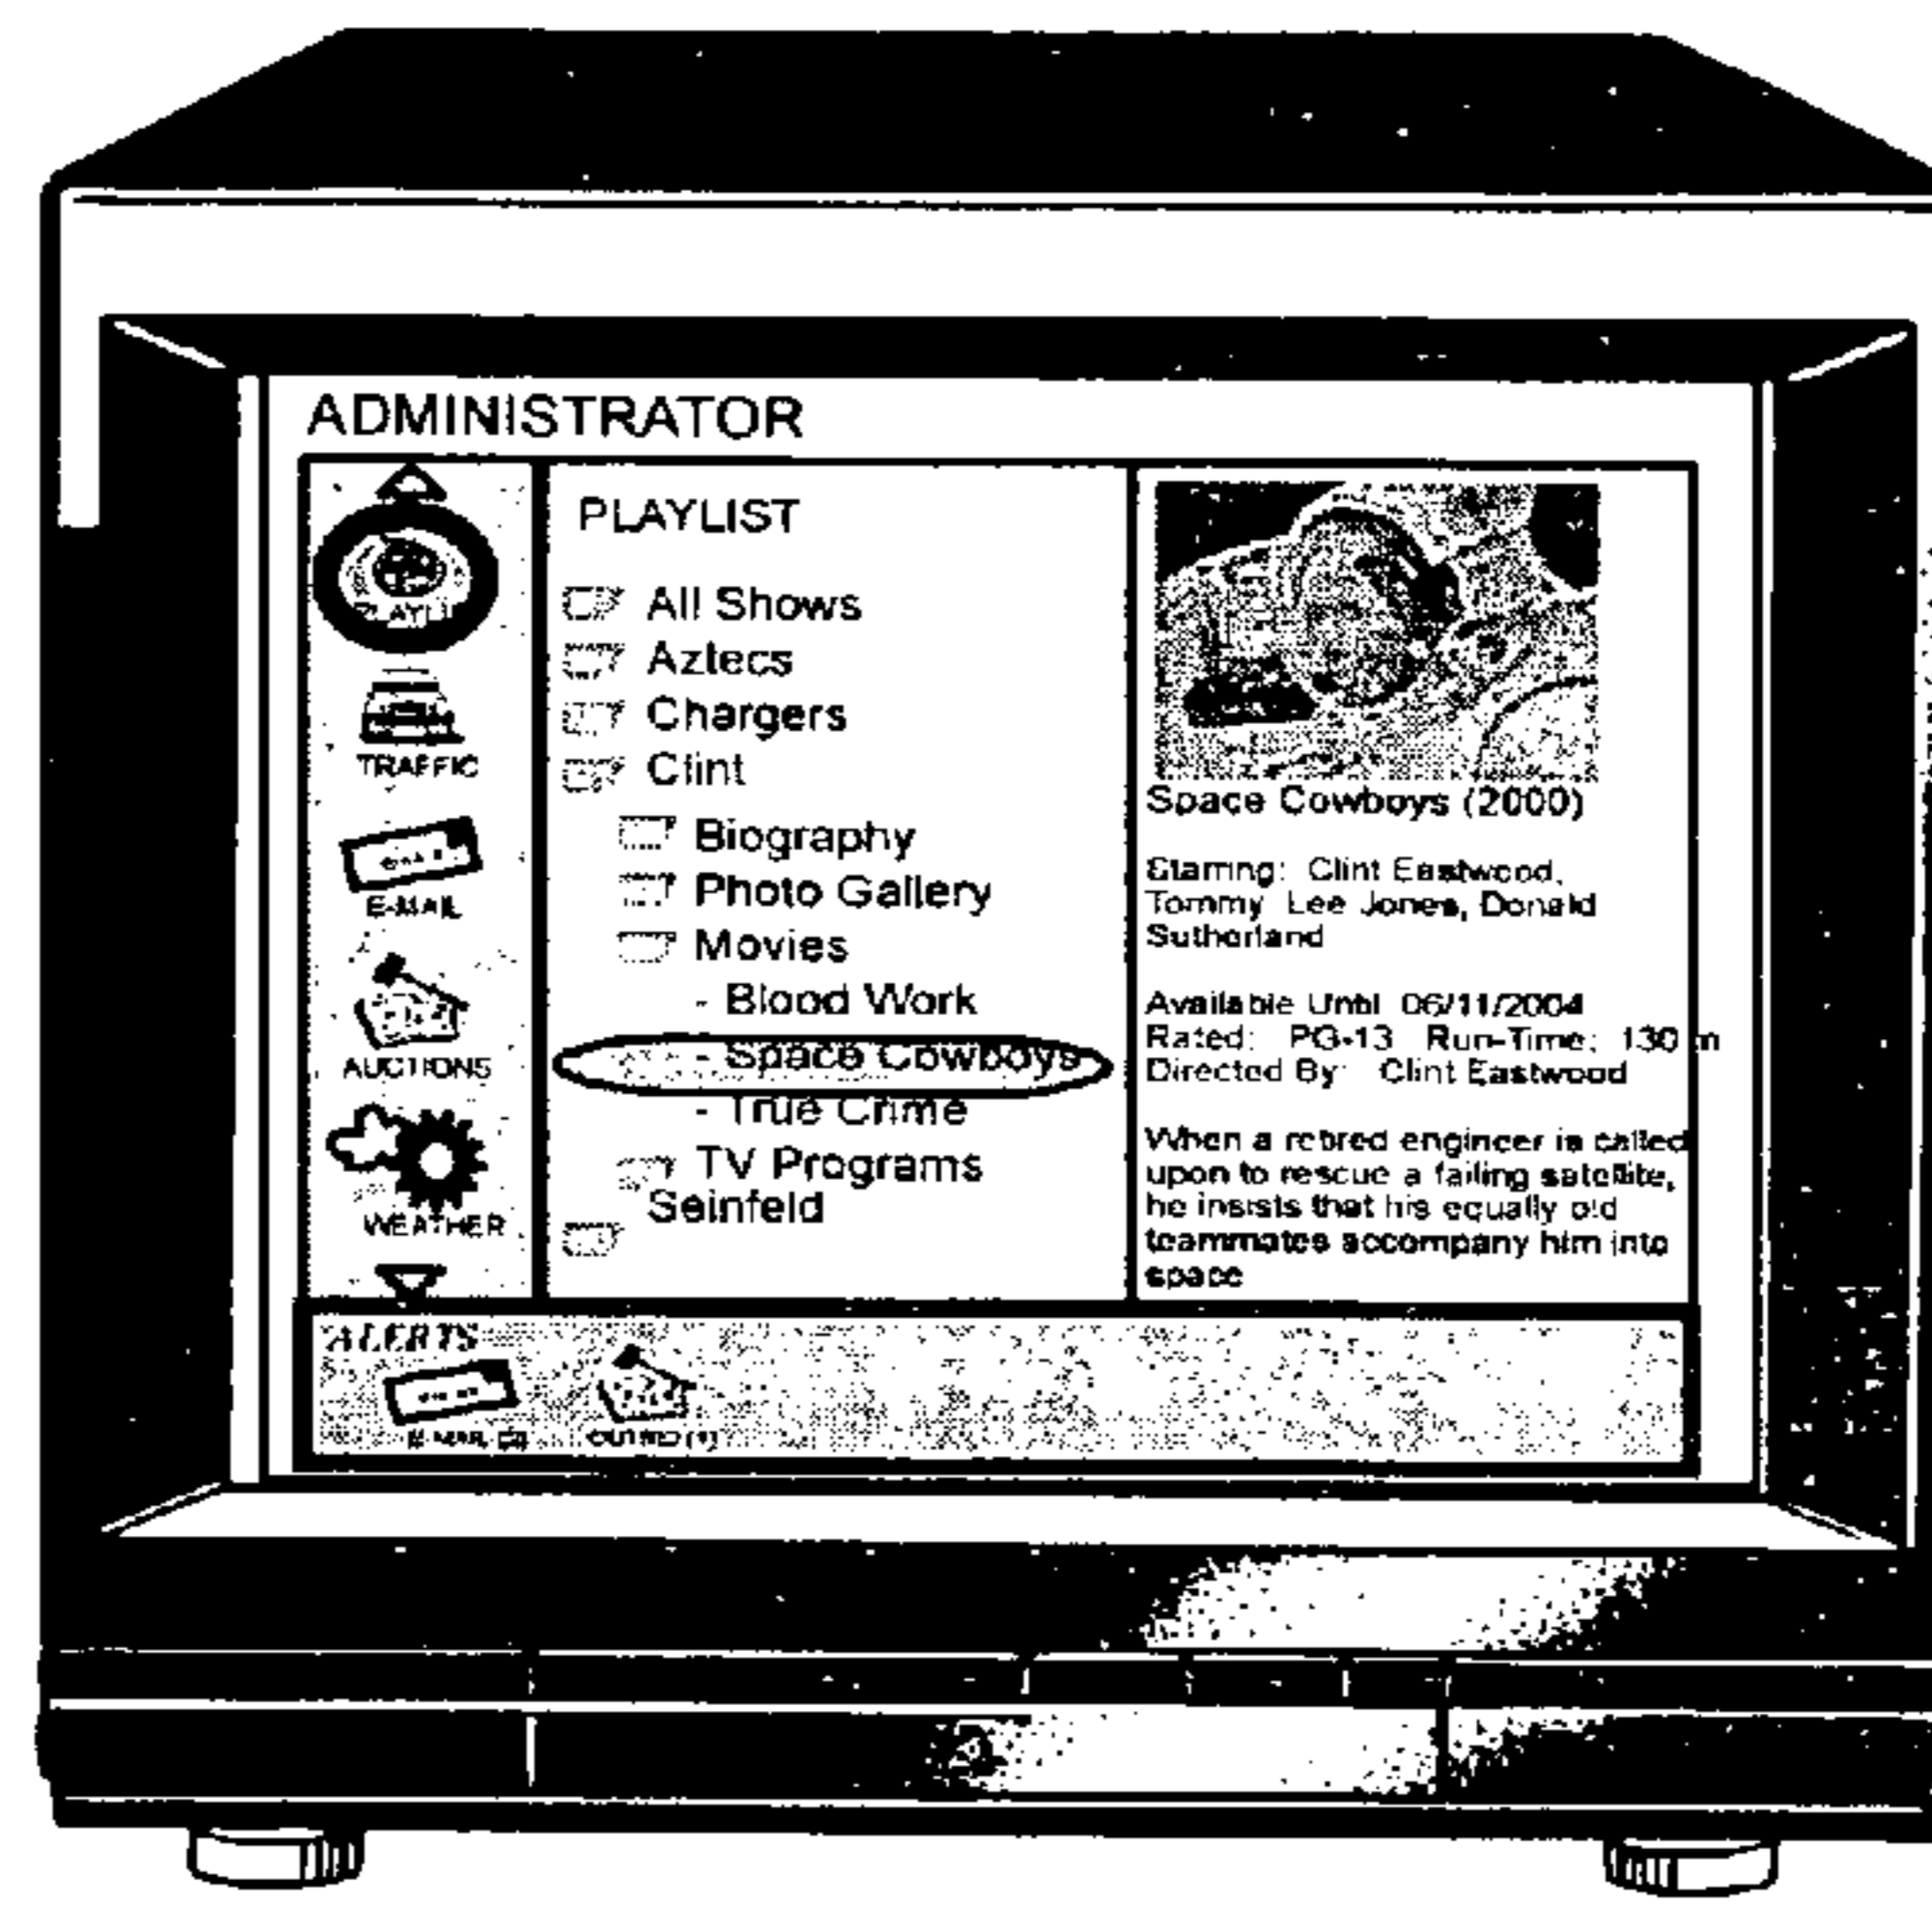 ADMINISTRATOR
TRAFFIC
E-MAIL
AUCTIONS
WEATHER
PLAYLIST
All Shows
Aztecs
Chargers
Clint
Biography
Photo Gallery
Movies
- Blood Work
- Space Cowboys
- True Crime
TV Programs
Seinfeld
Space Cowboys (2000)
Starring: Clint Eastwood,
Tommy Lee Jones, Donald
Sutherland
Available Until 06/11/2004
Rated: PG-13 Run-Time: 130 m
Directed By: Clint Eastwood
When a retired engineer is called
upon to rescue a failing satellite,
he insists that his equally old
teammates accompany him into
space
ALERTS
E-MAIL